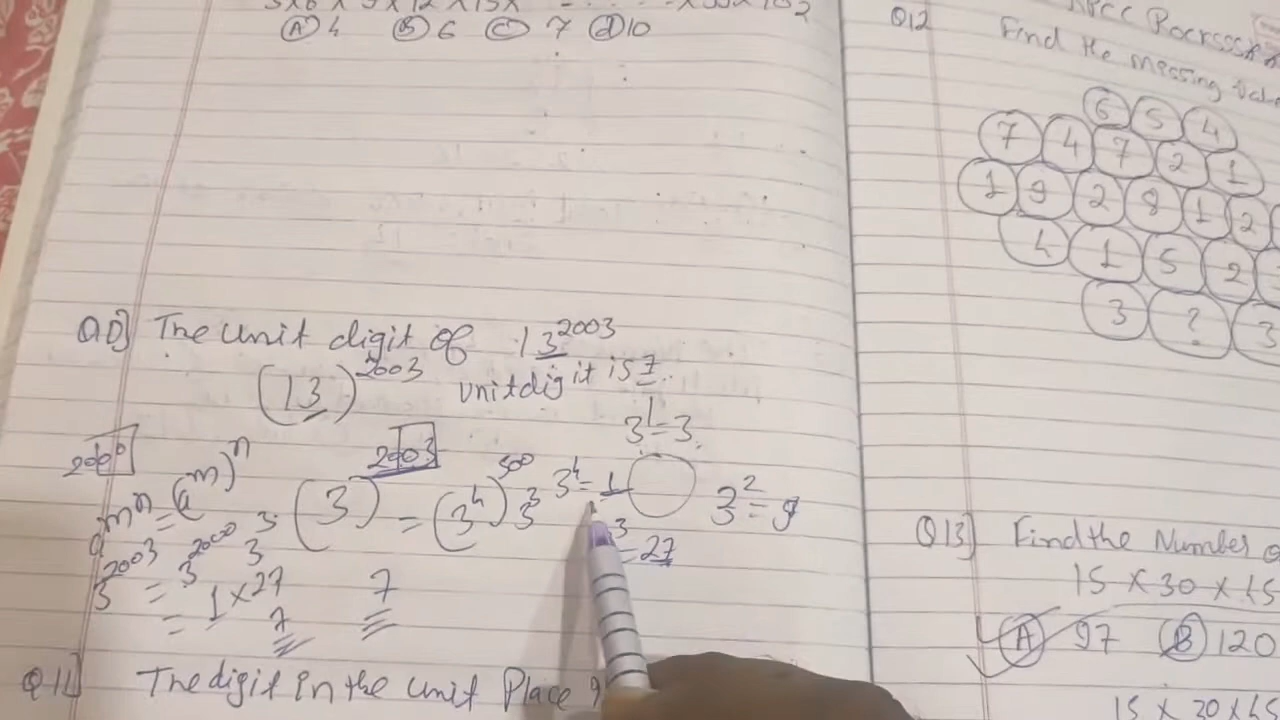 (A) 4 (B) 6 (C) 7 (D) 10
Q10] The unit digit of 13^2003
(13)^2003 unit digit is 7.
3^1=3
2000
a^mn = (a^m)^n
(3)^2003 = (3^4)^500 3^3
3^4=1
3^2=9
3^3=27
3^2003 = 3^2000 3^3
= 1×27
7
7
Q11] The digit in the unit Place
Q12
Find the missing
6 5 4
7 4 7 2 1
1 9 2 8 1 2
4 1 5 2
3 ? 3
Q13] Find the Number
15 × 30 × 45
(A) 97 (B) 120